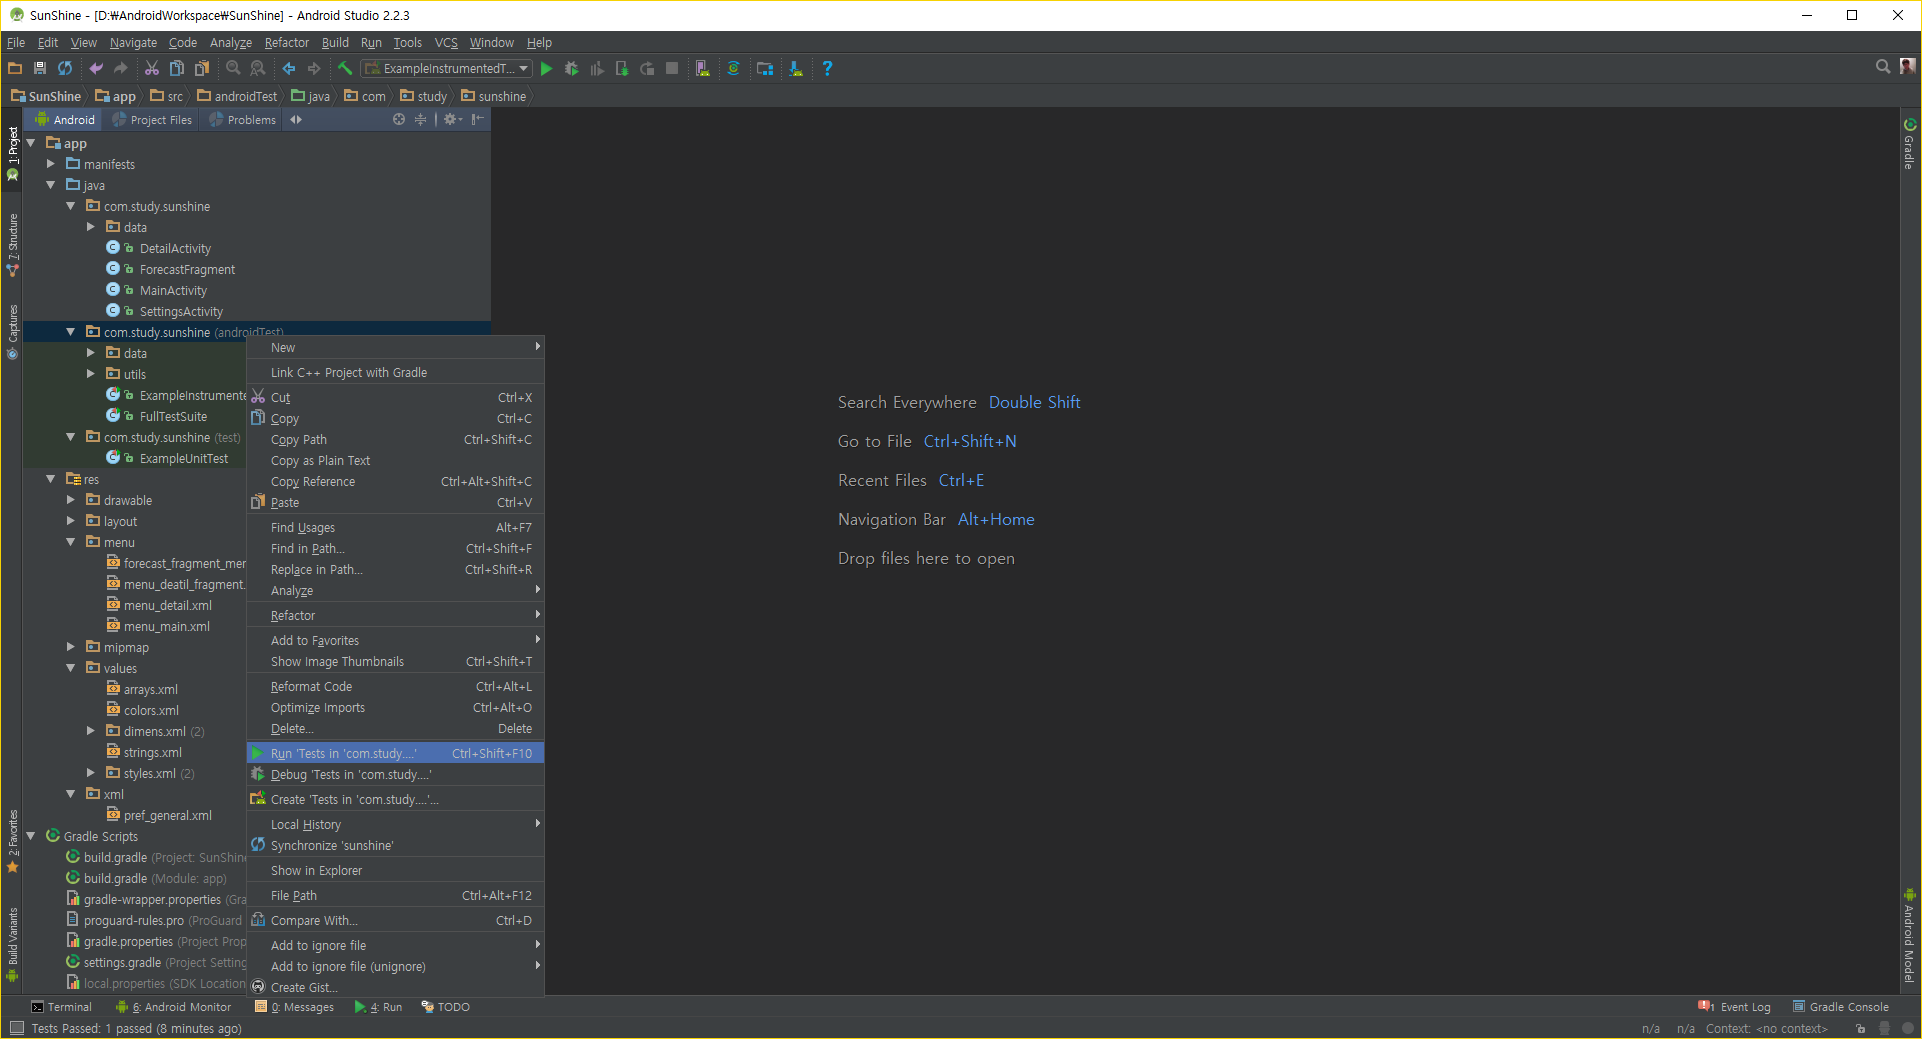 SunShine - [D:₩AndroidWorkspace₩SunShine] - Android Studio 2.2.3
File Edit View Navigate Code Analyze Refactor Build Run Tools VCS Window Help
ExampleInstrumentedT...
SunShine app src androidTest java com study sunshine
Android Project Files Problems
1: Project
7: Structure
Captures
2: Favorites
Build Variants
app
manifests
java
com.study.sunshine
data
DetailActivity
ForecastFragment
MainActivity
SettingsActivity
com.study.sunshine (androidTest)
data
utils
ExampleInstrumente
FullTestSuite
com.study.sunshine (test)
ExampleUnitTest
res
drawable
layout
menu
forecast_fragment_mer
menu_deatil_fragment.
menu_detail.xml
menu_main.xml
mipmap
values
arrays.xml
colors.xml
dimens.xml (2)
strings.xml
styles.xml (2)
xml
pref_general.xml
Gradle Scripts
build.gradle (Project: SunShine
build.gradle (Module: app)
gradle-wrapper.properties (Gra
proguard-rules.pro (ProGuard
gradle.properties (Project Prop
settings.gradle (Project Setting
local.properties (SDK Location
New
Link C++ Project with Gradle
Cut Ctrl+X
Copy Ctrl+C
Copy Path Ctrl+Shift+C
Copy as Plain Text
Copy Reference Ctrl+Alt+Shift+C
Paste Ctrl+V
Find Usages Alt+F7
Find in Path... Ctrl+Shift+F
Replace in Path... Ctrl+Shift+R
Analyze
Refactor
Add to Favorites
Show Image Thumbnails Ctrl+Shift+T
Reformat Code Ctrl+Alt+L
Optimize Imports Ctrl+Alt+O
Delete... Delete
Run 'Tests in 'com.study....' Ctrl+Shift+F10
Debug 'Tests in 'com.study....'
Create 'Tests in 'com.study....'...
Local History
Synchronize 'sunshine'
Show in Explorer
File Path Ctrl+Alt+F12
Compare With... Ctrl+D
Add to ignore file
Add to ignore file (unignore)
Create Gist...
Search Everywhere Double Shift
Go to File Ctrl+Shift+N
Recent Files Ctrl+E
Navigation Bar Alt+Home
Drop files here to open
Gradle
Android Model
Terminal 6: Android Monitor 0: Messages 4: Run TODO 1 Event Log Gradle Console
Tests Passed: 1 passed (8 minutes ago) n/a n/a Context: <no context>